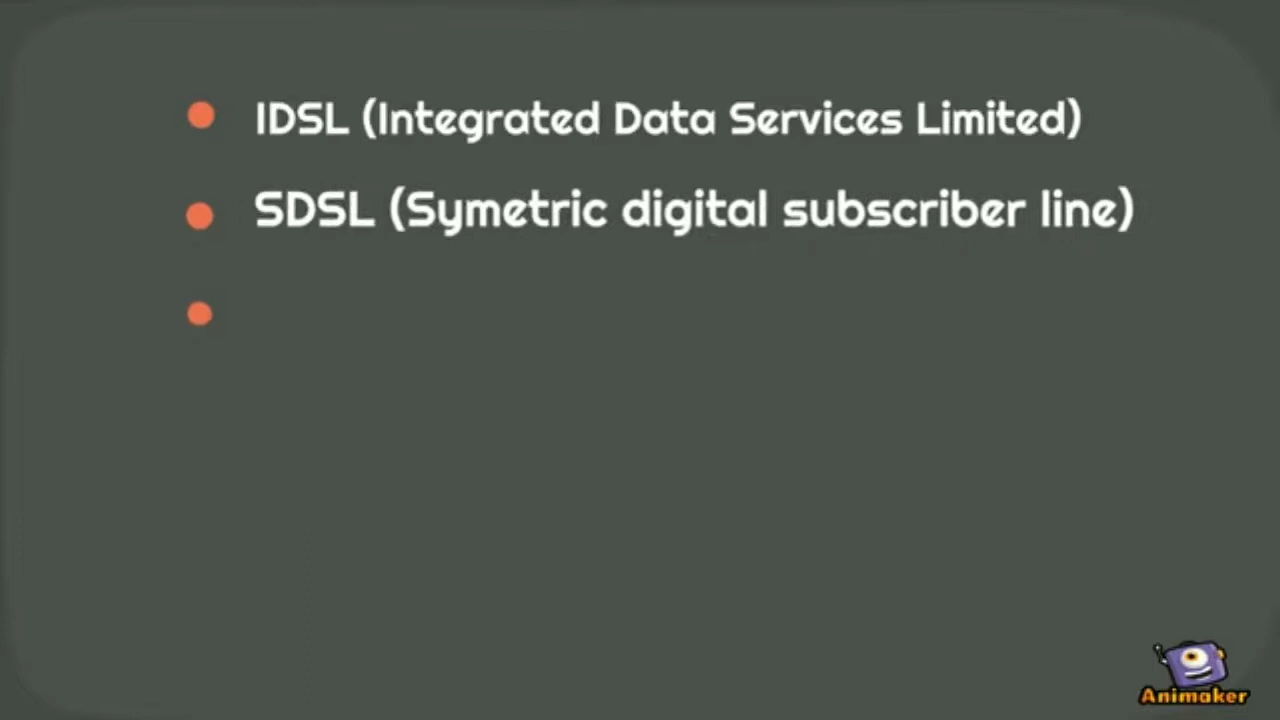 IDSL (Integrated Data Services Limited)
SDSL (Symetric digital subscriber line)
Animaker